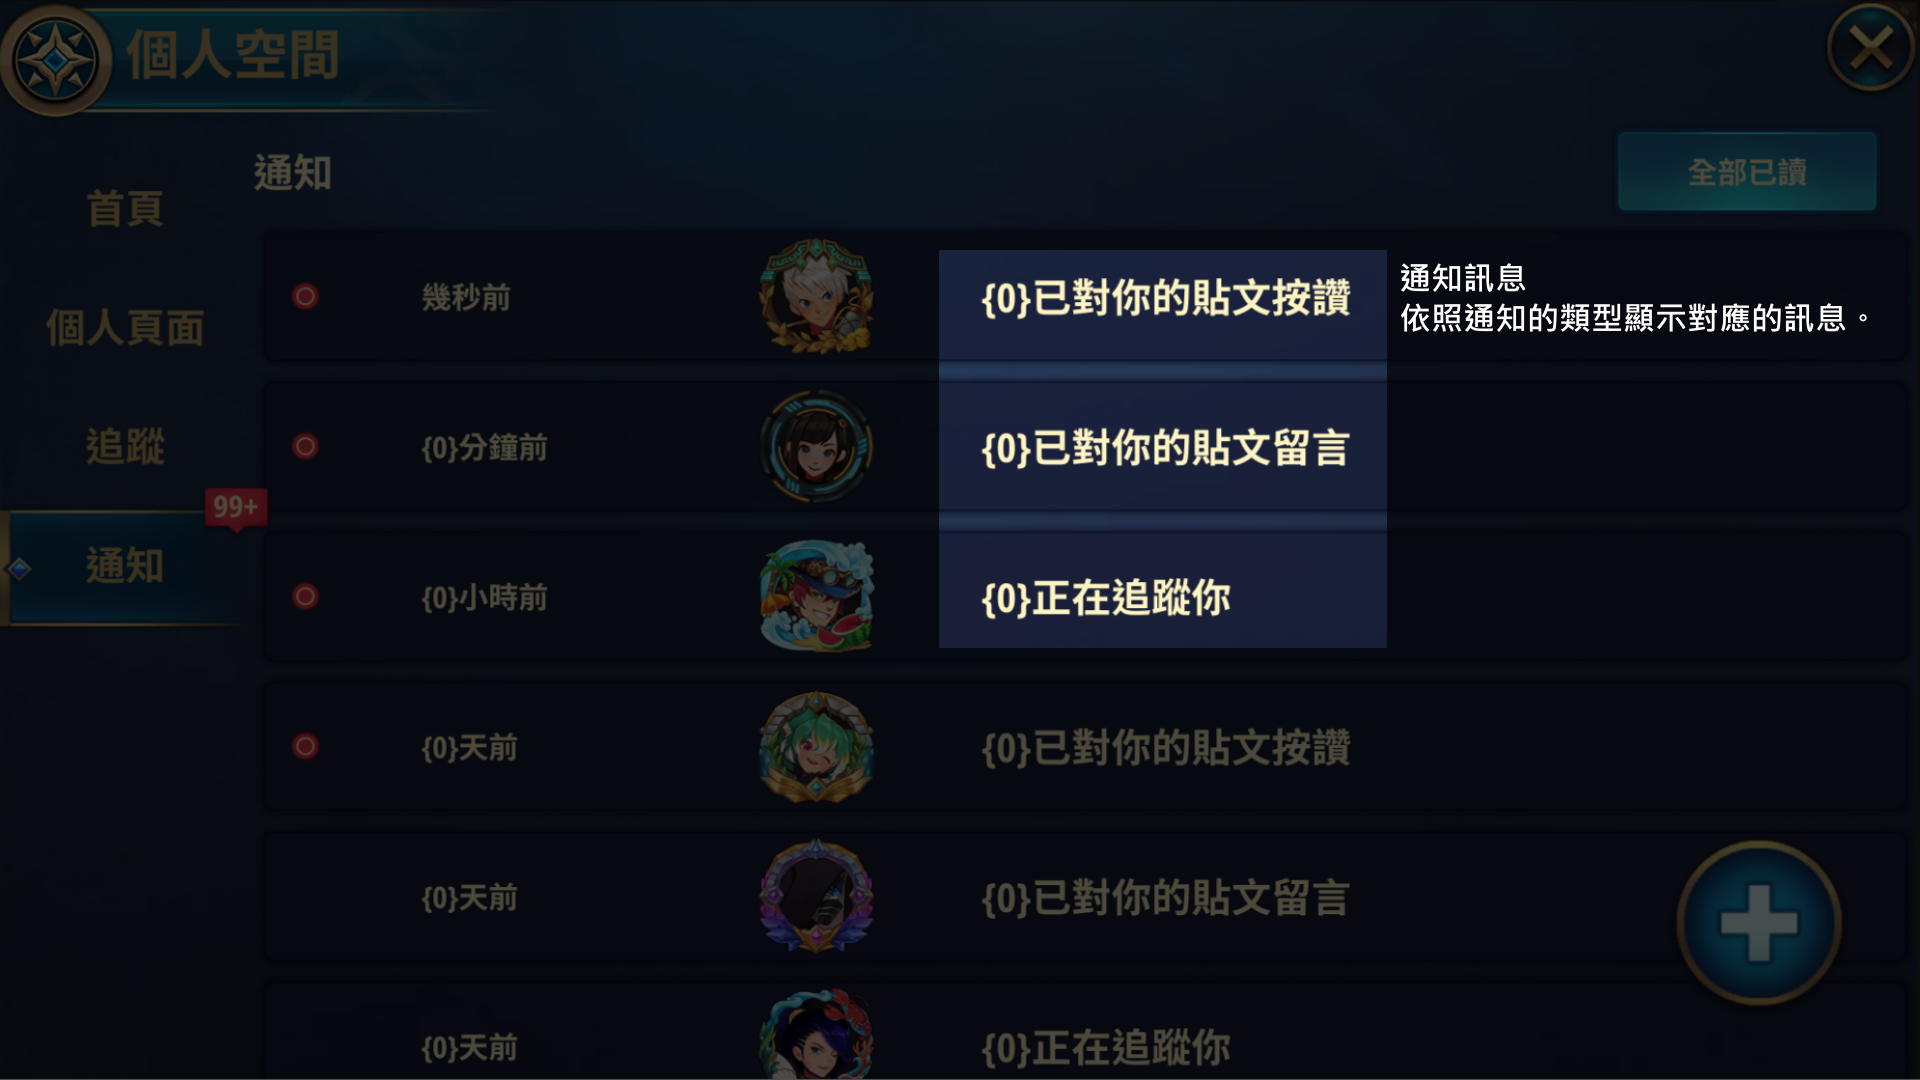 個人空間
通知
全部已讀
首頁
個人頁面
追蹤
99+
通知
幾秒前
{0}已對你的貼文按讚
通知訊息
依照通知的類型顯示對應的訊息。
{0}分鐘前
{0}已對你的貼文留言
{0}小時前
{0}正在追蹤你
{0}天前
{0}已對你的貼文按讚
{0}天前
{0}已對你的貼文留言
{0}天前
{0}正在追蹤你